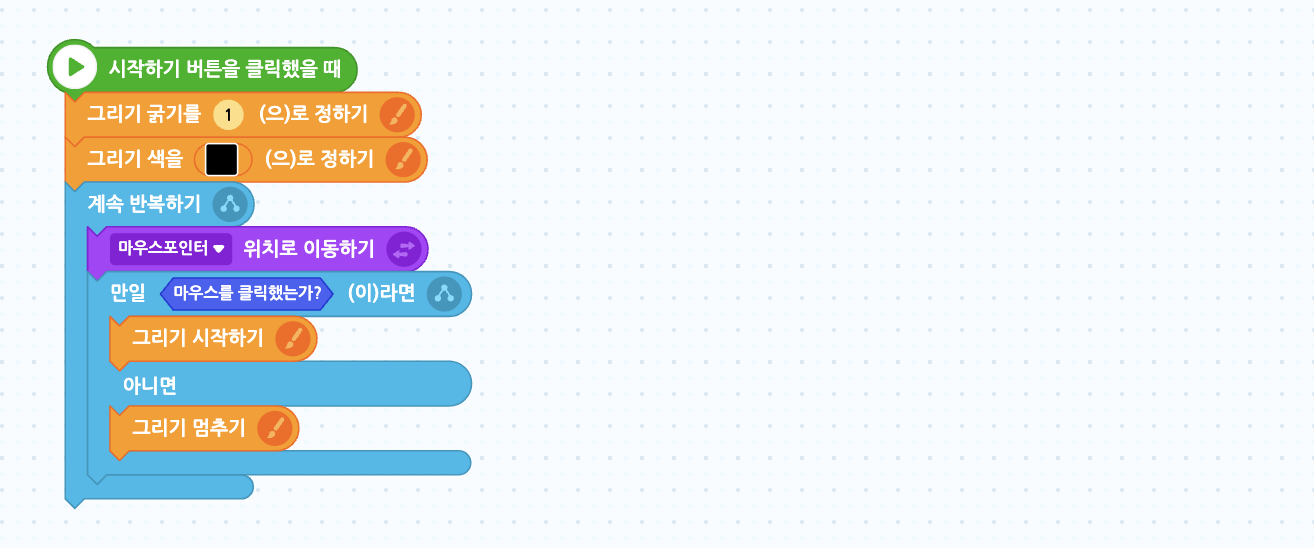 시작하기 버튼을 클릭했을 때
그리기 굵기를 1 (으)로 정하기
그리기 색을 (으)로 정하기
계속 반복하기
마우스포인터 위치로 이동하기
만일 마우스를 클릭했는가? (이)라면
그리기 시작하기
아니면
그리기 멈추기